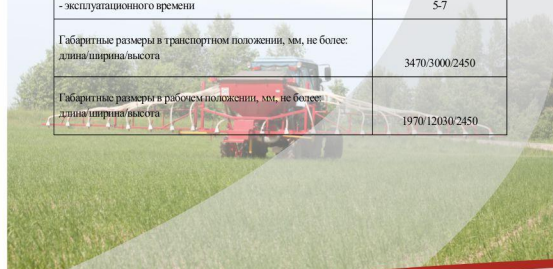 - эксплуатационного времени 5-7
Габаритные размеры в транспортном положении, мм, не более:
длина/ширина/высота
3470/3000/2450
Габаритные размеры в рабочем положении, мм, не более:
длина/ширина/высота
1970/12030/2450